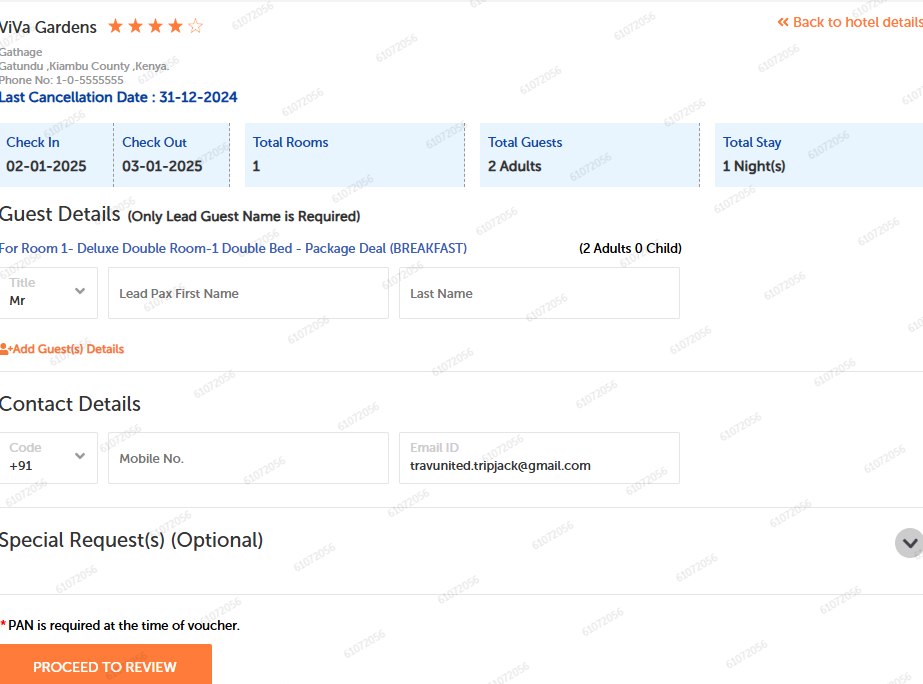 ViVa Gardens
Back to hotel details
Gathage
Gatundu ,Kiambu County ,Kenya.
Phone No: 1-0-5555555
Last Cancellation Date : 31-12-2024
Check In Check Out Total Rooms Total Guests Total Stay
02-01-2025 03-01-2025 1 2 Adults 1 Night(s)
Guest Details (Only Lead Guest Name is Required)
For Room 1- Deluxe Double Room-1 Double Bed - Package Deal (BREAKFAST) (2 Adults 0 Child)
Title
Mr Lead Pax First Name Last Name
Add Guest(s) Details
Contact Details
Code Email ID
+91 Mobile No. travunited.tripjack@gmail.com
Special Request(s) (Optional)
*PAN is required at the time of voucher.
PROCEED TO REVIEW
61072056